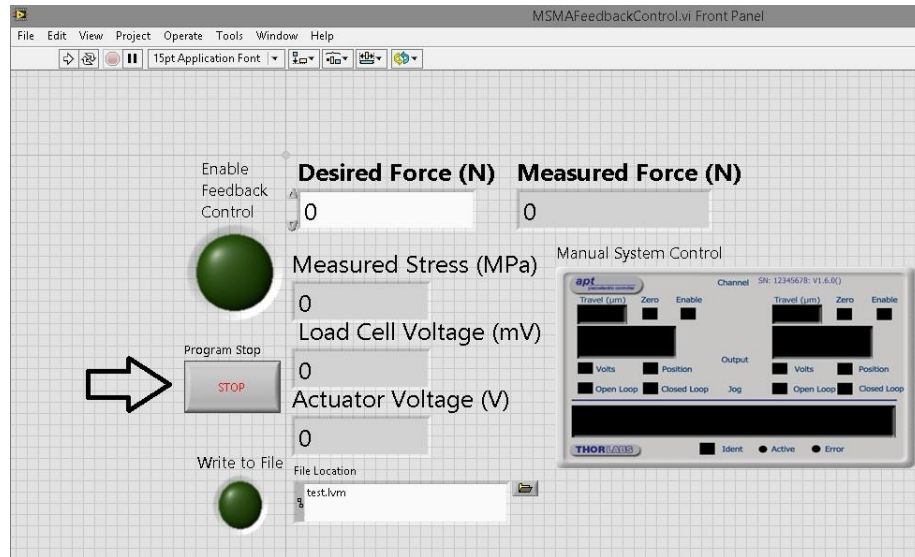 MSMAFeedbackControl.vi Front Panel
File Edit View Project Operate Tools Window Help
15pt Application Font
Enable
Feedback
Control
Desired Force (N)
0
Measured Force (N)
0
Measured Stress (MPa)
0
Load Cell Voltage (mV)
0
Actuator Voltage (V)
0
Program Stop
STOP
Write to File
File Location
test.lvm
Manual System Control
apt Channel SN: 12345678: V1.6.0()
piezoelectric controller
Travel (μm) Zero Enable Travel (μm) Zero Enable
Output
Volts Position Volts Position
Open Loop Closed Loop Jog Open Loop Closed Loop
THORLABS Ident Active Error